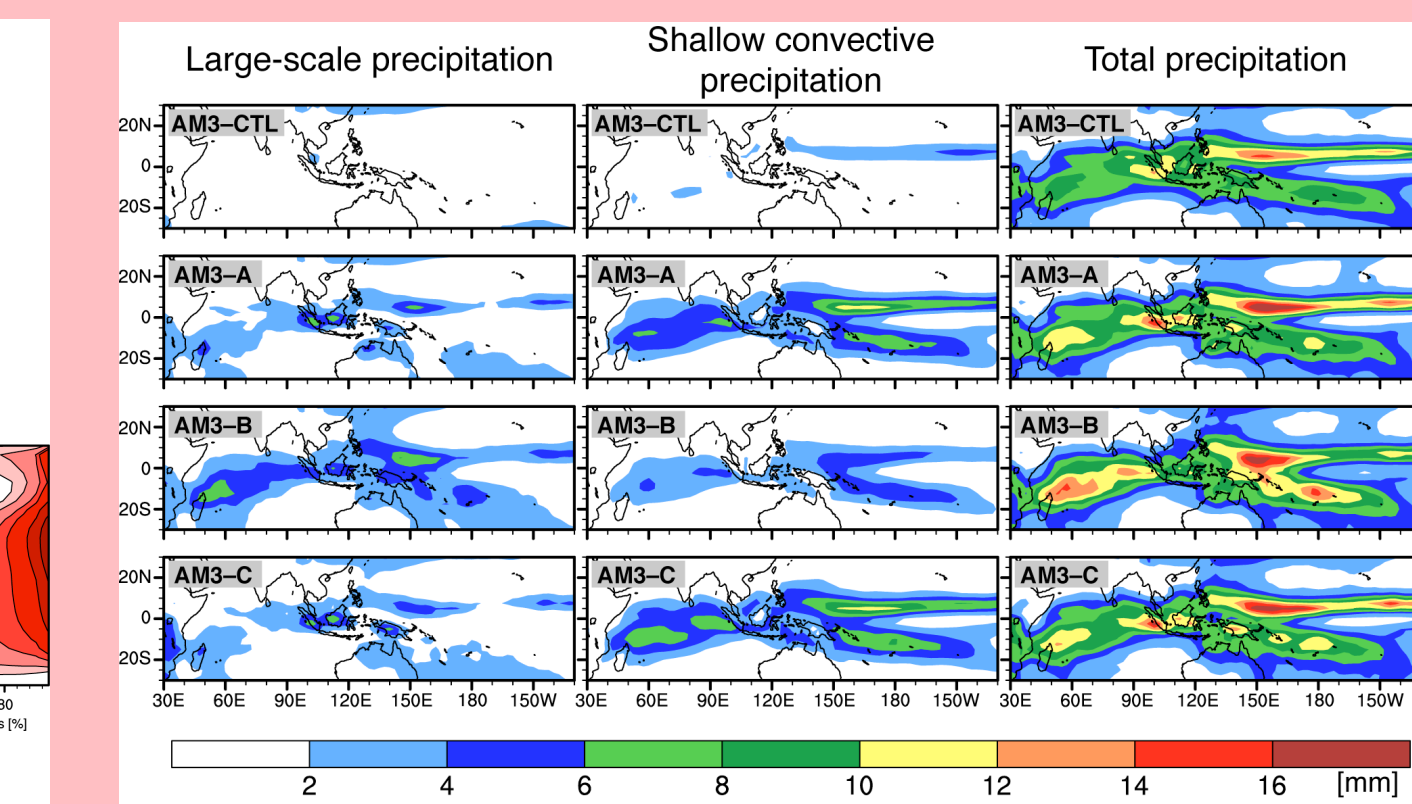 Large-scale precipitation
Shallow convective
precipitation
Total precipitation
AM3–CTL
AM3–CTL
AM3–CTL
20N
0
20S
AM3–A
AM3–A
AM3–A
20N
0
20S
AM3–B
AM3–B
AM3–B
20N
0
20S
AM3–C
AM3–C
AM3–C
20N
0
20S
30E 60E 90E 120E 150E 180 150W
30E 60E 90E 120E 150E 180 150W
30E 60E 90E 120E 150E 180 150W
2 4 6 8 10 12 14 16 [mm]
[%]